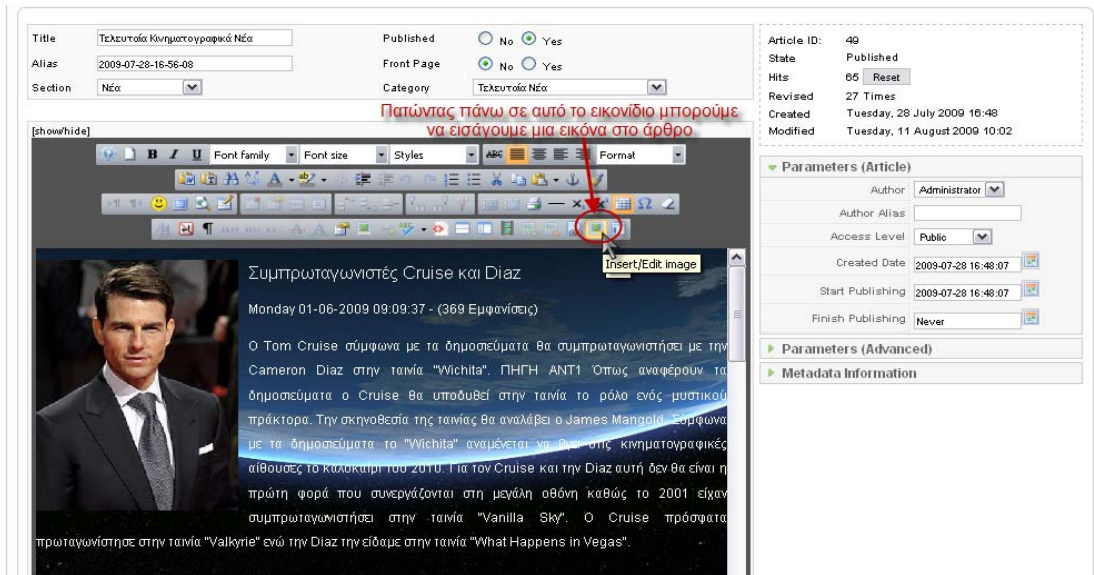 Title Τελευταία Κινηματογραφικά Νέα Published No Yes
Alias 2009-07-28-16-56-08 Front Page No Yes
Section Νέα Category Τελευταία Νέα
Πατώντας πάνω σε αυτό το εικονίδιο μπορούμε
να εισάγουμε μια εικόνα στο άρθρο
[show/hide]
B I U Font family Font size Styles ABC Format
Insert/Edit image
Συμπρωταγωνιστές Cruise και Diaz
Monday 01-06-2009 09:09:37 - (369 Εμφανίσεις)
Ο Tom Cruise σύμφωνα με τα δημοσιεύματα θα συμπρωταγωνιστήσει με την
Cameron Diaz στην ταινία "Wichita". ΠΗΓΗ ΑΝΤ1 Όπως αναφέρουν τα
δημοσιεύματα ο Cruise θα υποδυθεί στην ταινία το ρόλο ενός μυστικού
πράκτορα. Την σκηνοθεσία της ταινίας θα αναλάβει ο James Mangold. Σύμφωνα
με τα δημοσιεύματα το "Wichita" αναμένεται να βγει στις κινηματογραφικές
αίθουσες το καλοκαίρι του 2010. Για τον Cruise και την Diaz αυτή δεν θα είναι η
πρώτη φορά που συνεργάζονται στη μεγάλη οθόνη καθώς το 2001 είχαν
συμπρωταγωνιστήσει στην ταινία "Vanilla Sky". Ο Cruise πρόσφατα
πρωταγωνίστησε στην ταινία "Valkyrie" ενώ την Diaz την είδαμε στην ταινία "What Happens in Vegas".
Article ID: 49
State Published
Hits 65 Reset
Revised 27 Times
Created Tuesday, 28 July 2009 16:48
Modified Tuesday, 11 August 2009 10:02
Parameters (Article)
Author Administrator
Author Alias
Access Level Public
Created Date 2009-07-28 16:48:07
Start Publishing 2009-07-28 16:48:07
Finish Publishing Never
Parameters (Advanced)
Metadata Information